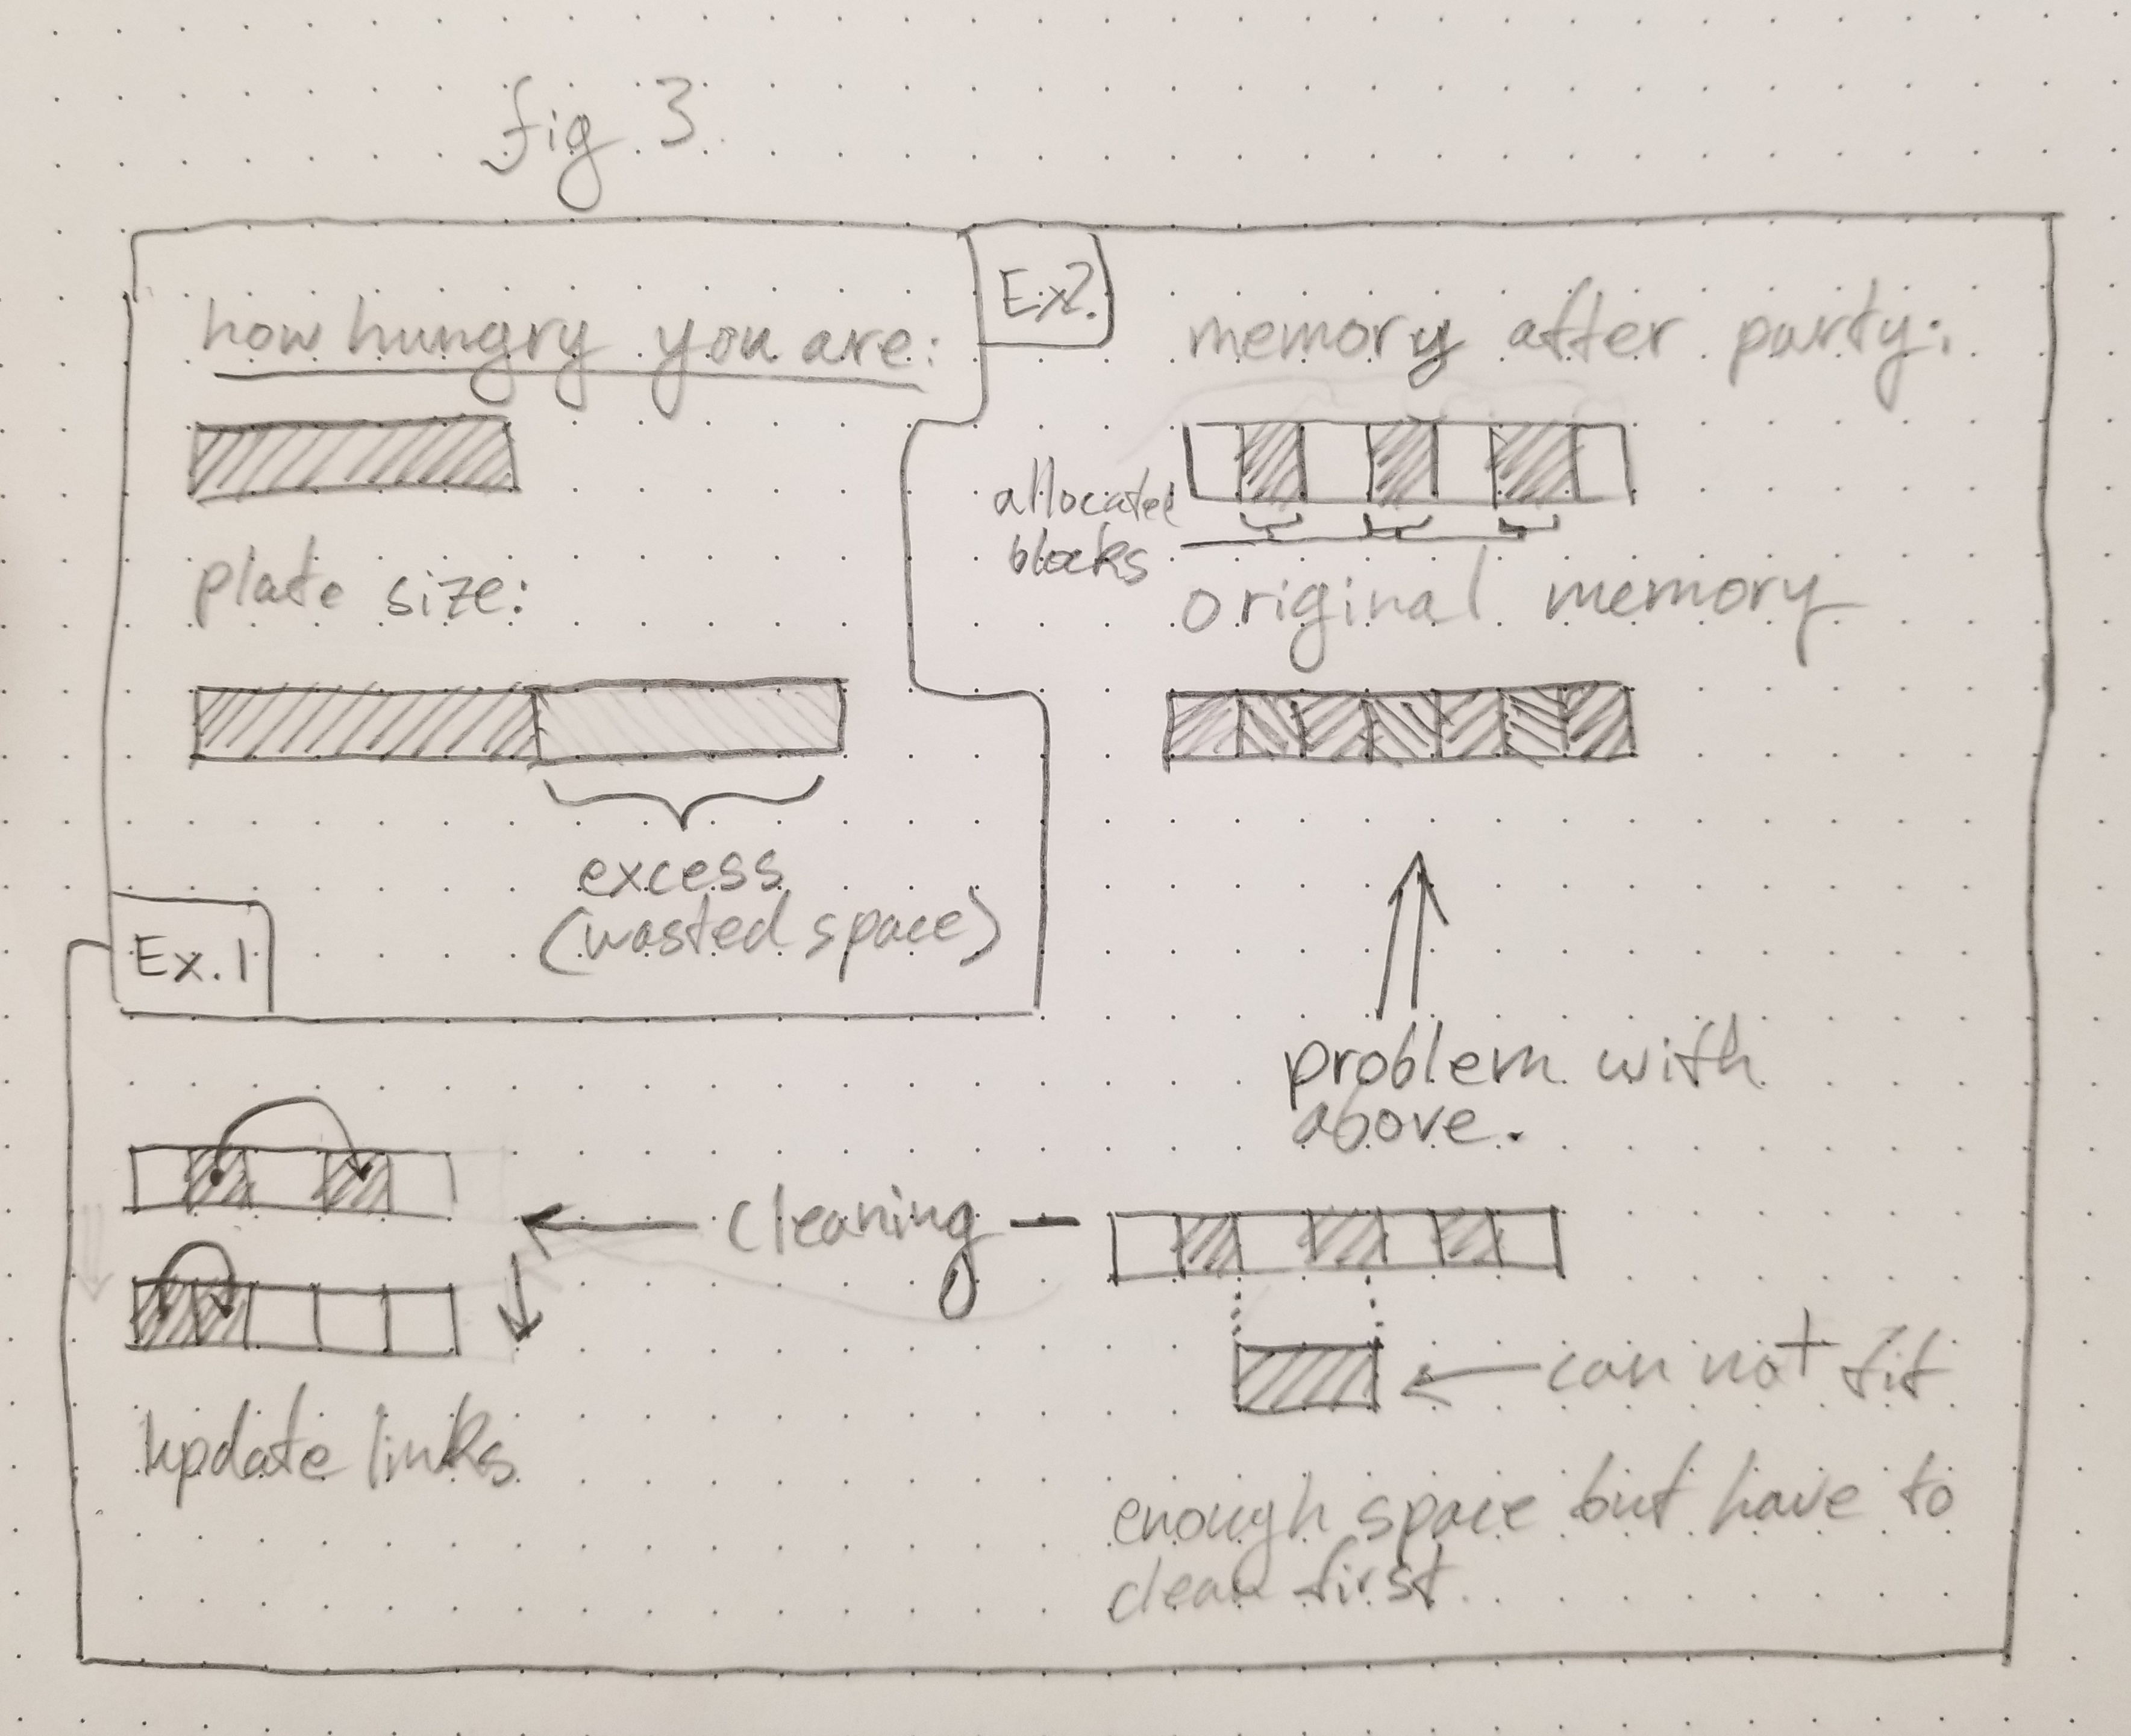 fig. 3.
how hungry you are:
plate size:
excess
(wasted space)
Ex.1
Ex2.
memory after party:
allocated
blocks
original memory
problem with
above.
cleaning
can not fit
enough space but have to
clean first.
update links